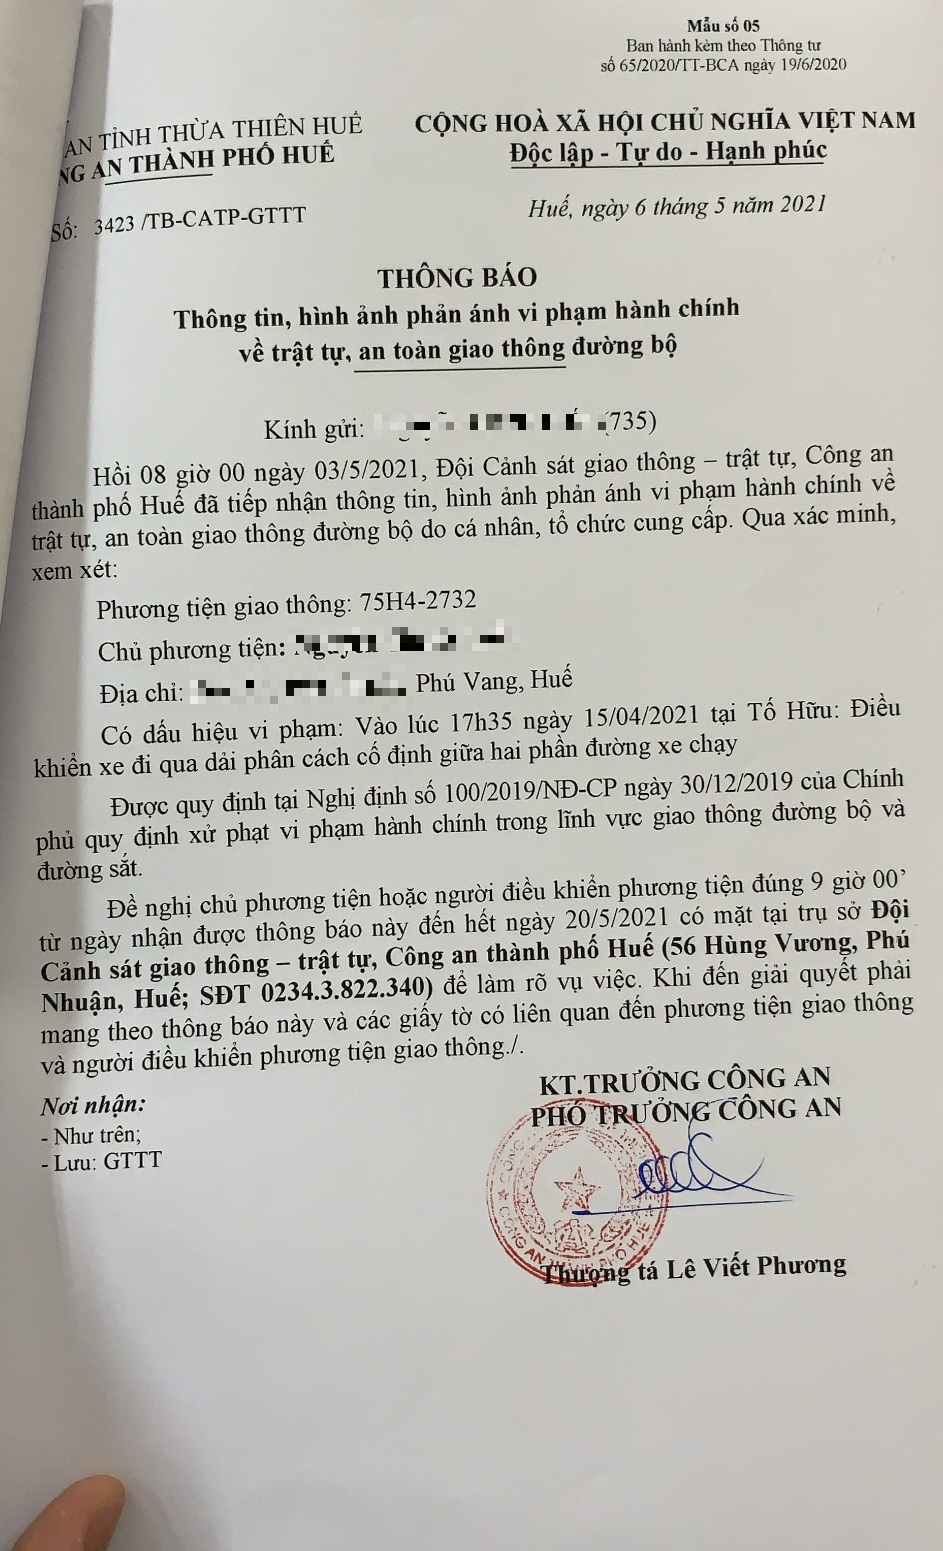 Mẫu số 05
Ban hành kèm theo Thông tư
số 65/2020/TT-BCA ngày 19/6/2020
AN TỈNH THỪA THIÊN HUẾ
NG AN THÀNH PHỐ HUẾ
CỘNG HOÀ XÃ HỘI CHỦ NGHĨA VIỆT NAM
Độc lập - Tự do - Hạnh phúc
Số: 3423 /TB-CATP-GTTT
Huế, ngày 6 tháng 5 năm 2021
THÔNG BÁO
Thông tin, hình ảnh phản ánh vi phạm hành chính
về trật tự, an toàn giao thông đường bộ
Kính gửi: (735)
Hồi 08 giờ 00 ngày 03/5/2021, Đội Cảnh sát giao thông – trật tự, Công an
thành phố Huế đã tiếp nhận thông tin, hình ảnh phản ánh vi phạm hành chính về
trật tự, an toàn giao thông đường bộ do cá nhân, tổ chức cung cấp. Qua xác minh,
xem xét:
Phương tiện giao thông: 75H4-2732
Chủ phương tiện:
Địa chỉ: Phú Vang, Huế
Có dấu hiệu vi phạm: Vào lúc 17h35 ngày 15/04/2021 tại Tố Hữu: Điều
khiển xe đi qua dải phân cách cố định giữa hai phần đường xe chạy
Được quy định tại Nghị định số 100/2019/NĐ-CP ngày 30/12/2019 của Chính
phủ quy định xử phạt vi phạm hành chính trong lĩnh vực giao thông đường bộ và
đường sắt.
Đề nghị chủ phương tiện hoặc người điều khiển phương tiện đúng 9 giờ 00’
từ ngày nhận được thông báo này đến hết ngày 20/5/2021 có mặt tại trụ sở Đội
Cảnh sát giao thông – trật tự, Công an thành phố Huế (56 Hùng Vương, Phú
Nhuận, Huế; SĐT 0234.3.822.340) để làm rõ vụ việc. Khi đến giải quyết phải
mang theo thông báo này và các giấy tờ có liên quan đến phương tiện giao thông
và người điều khiển phương tiện giao thông./.
KT.TRƯỞNG CÔNG AN
PHÓ TRƯỞNG CÔNG AN
Nơi nhận:
- Như trên;
- Lưu: GTTT
CÔNG AN THÀNH PHỐ HUẾ
Thượng tá Lê Viết Phương